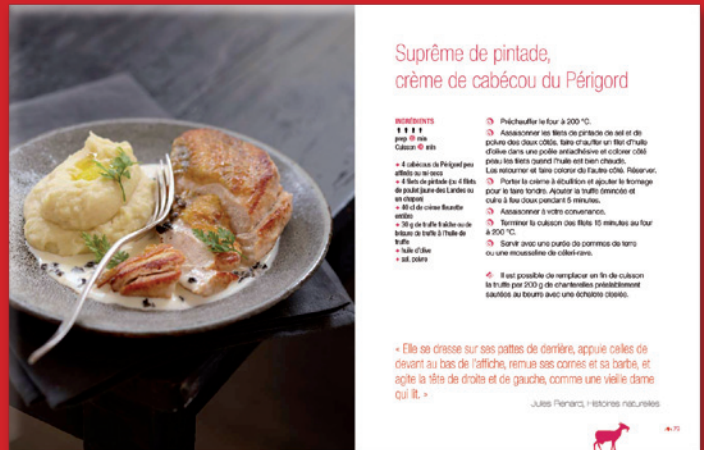 Suprême de pintade,
crème de cabécou du Périgord
INGRÉDIENTS
prep min
Cuisson min
+ 4 cabécous du Périgord peu
affinés ou mi-secs
+ 4 filets de pintade (ou 4 filets
de poulet jaune des Landes ou
en chapon)
+ 40 cl de crème fleurette
entière
+ 30 g de truffe fraîche ou de
brisure de truffe à l'huile de
truffe
+ huile d'olive
+ sel, poivre
Préchauffer le four à 200 °C.
Assaisonner les filets de pintade de sel et de
poivre des deux côtés, faire chauffer un filet d'huile
d'olive dans une poêle antiadhésive et colorer côté
peau les filets quand l'huile est bien chaude.
Les retourner et faire colorer de l'autre côté. Réserver.
Porter la crème à ébullition et ajouter le fromage
pour le faire fondre. Ajouter la truffe émincée et
cuire à feu doux pendant 5 minutes.
Assaisonner à votre convenance.
Terminer la cuisson des filets 15 minutes au four
à 200 °C.
Servir avec une purée de pommes de terre
ou une mousseline de céleri-rave.
Il est possible de remplacer en fin de cuisson
la truffe par 200 g de chanterelles préalablement
sautées au beurre avec une échalote ciselée.
« Elle se dresse sur ses pattes de derrière, appuie celles de
devant au bas de l'affiche, remue ses cornes et sa barbe, et
agite la tête de droite et de gauche, comme une vieille dame
qui lit. »
Jules Renard, Histoires naturelles